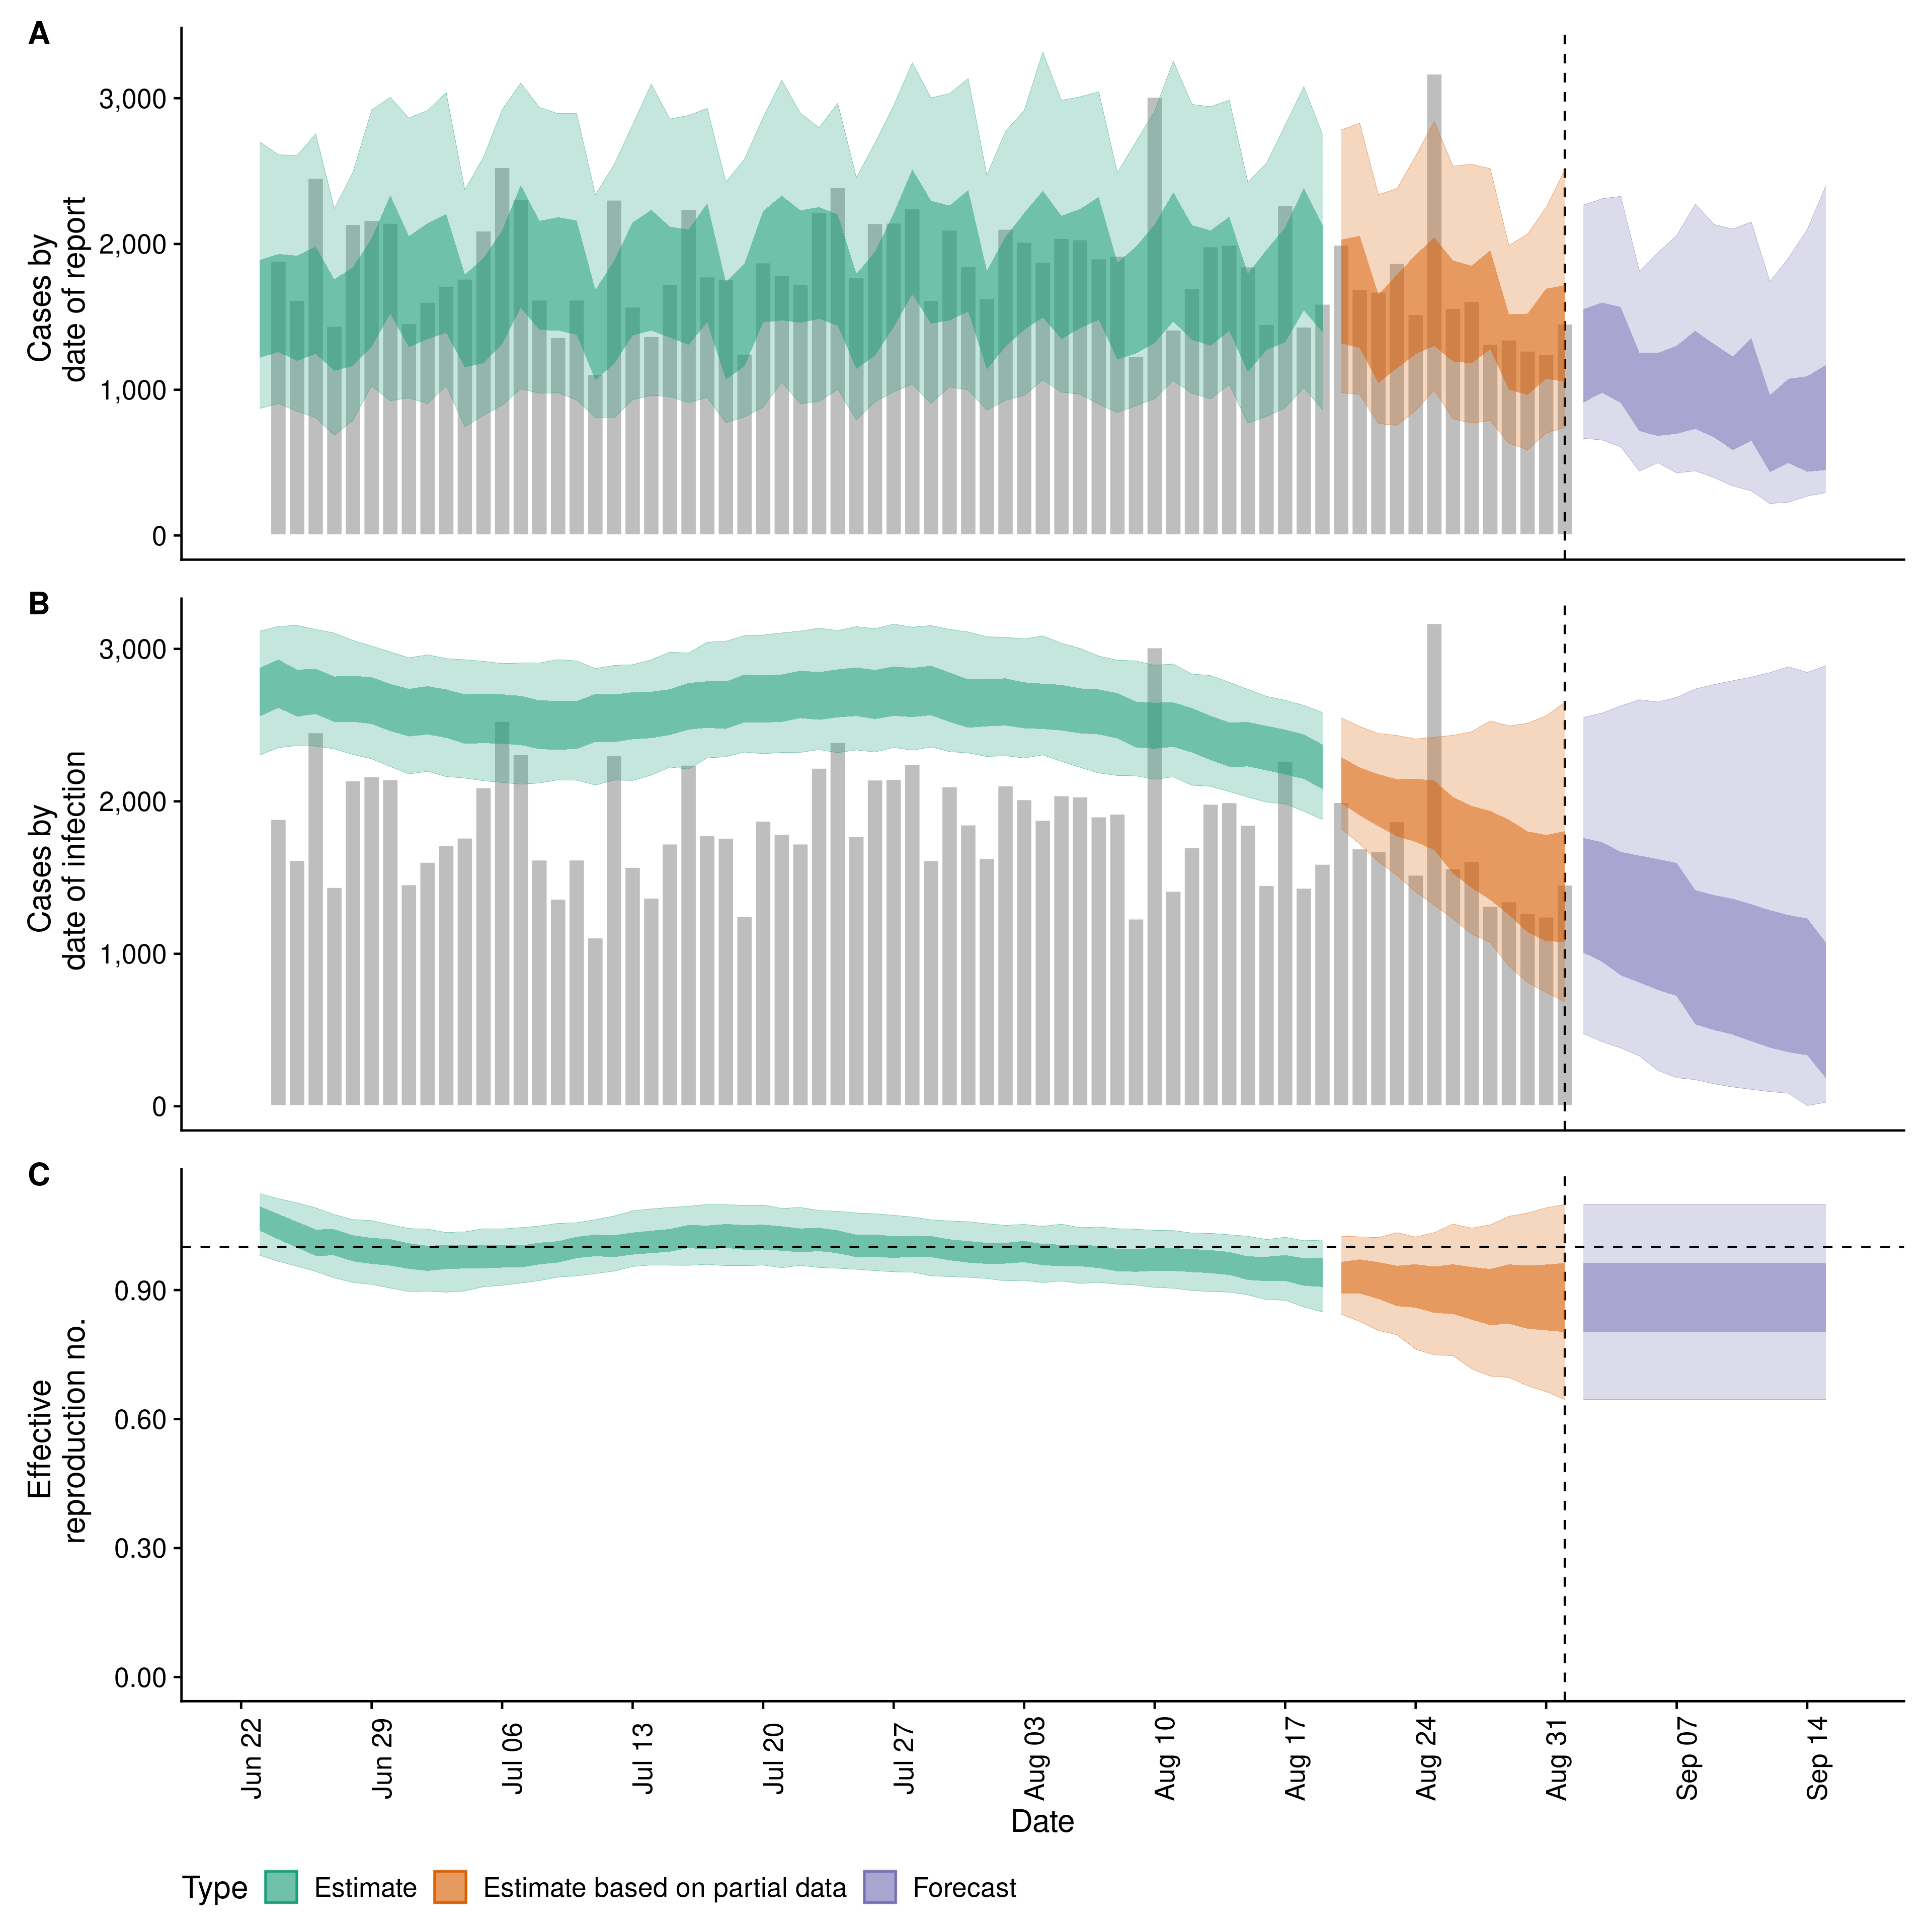 A
Cases by
date of report
3,000
2,000
1,000
0
B
Cases by
date of infection
3,000
2,000
1,000
0
C
Effective
reproduction no.
0.90
0.60
0.30
0.00
Jun 22
Jun 29
Jul 06
Jul 13
Jul 20
Jul 27
Aug 03
Aug 10
Aug 17
Aug 24
Aug 31
Sep 07
Sep 14
Date
Type Estimate Estimate based on partial data Forecast